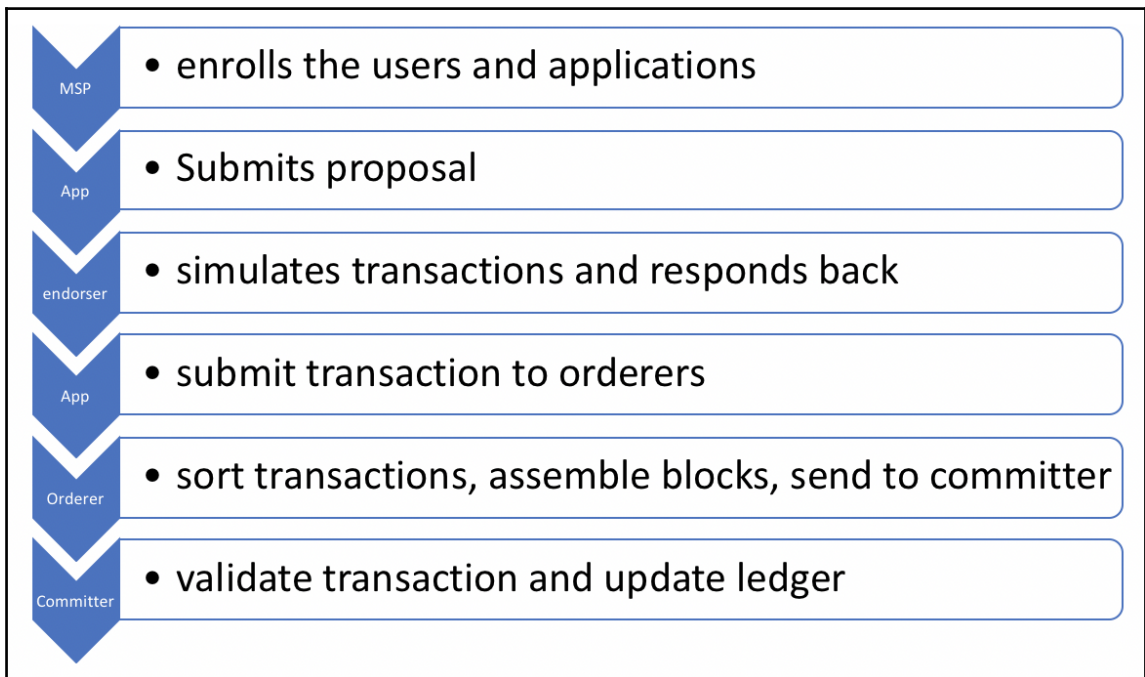 MSP
• enrolls the users and applications
App
• Submits proposal
endorser
• simulates transactions and responds back
App
• submit transaction to orderers
Orderer
• sort transactions, assemble blocks, send to committer
Committer
• validate transaction and update ledger